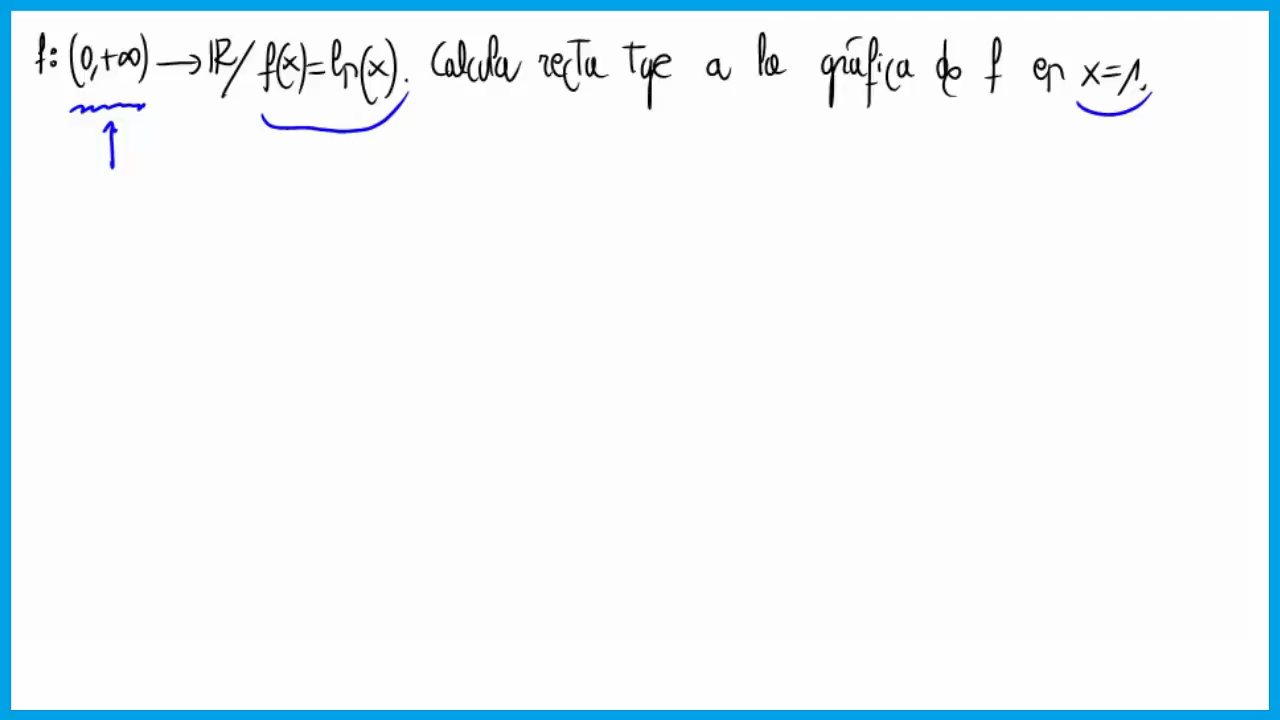 f: (0,+∞) → ℝ / f(x)=ln(x). Calcula recta tge a la gráfica de f en x=1.